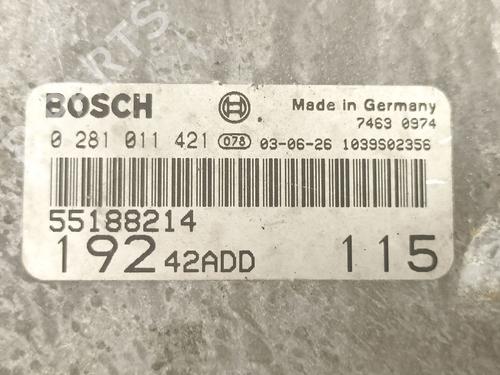 BOSCH
Made in Germany
7463 0974
0 281 011 421 078 03-06-26 1039S02356
55188214
192 42ADD 115